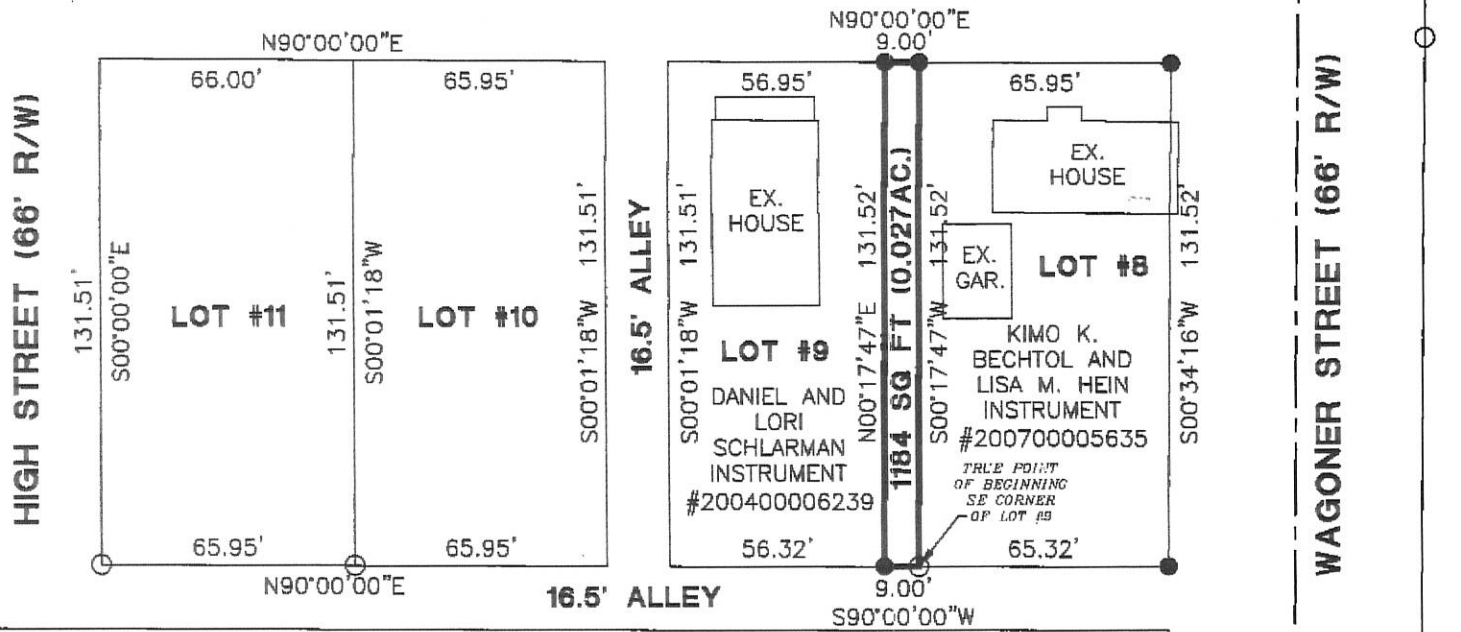 HIGH STREET (66' R/W)
N90°00'00"E
66.00'
65.95'
131.51'
S00°00'00"E
LOT #11
131.51'
S00°01'18"W
LOT #10
131.51'
S00°01'18"W
65.95'
65.95'
N90°00'00"E
16.5' ALLEY
16.5' ALLEY
N90°00'00"E
9.00'
56.95'
65.95'
131.51'
S00°01'18"W
EX.
HOUSE
LOT #9
DANIEL AND
LORI
SCHLARMAN
INSTRUMENT
#200400006239
56.32'
131.52'
N00°17'47"E
1184 SQ FT (0.027AC.)
131.52'
S00°17'47"W
EX.
HOUSE
EX.
GAR.
LOT #8
KIMO K.
BECHTOL AND
LISA M. HEIN
INSTRUMENT
#200700005635
TRUE POINT
OF BEGINNING
SE CORNER
OF LOT #9
65.32'
9.00'
S90°00'00"W
131.52'
S00°34'16"W
WAGONER STREET (66' R/W)